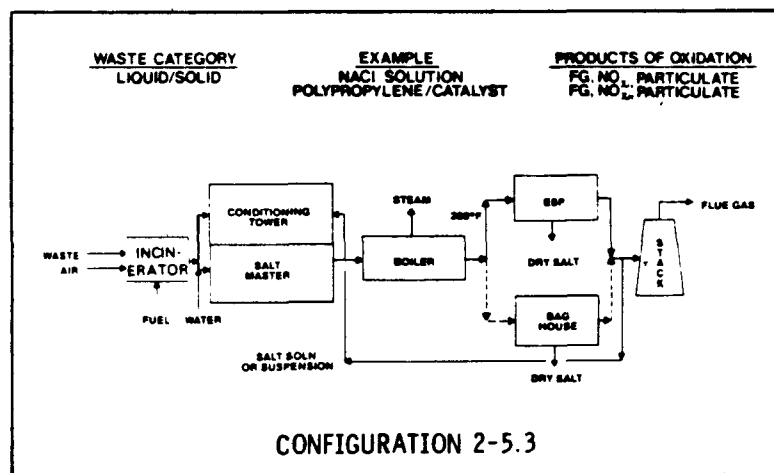 WASTE CATEGORY
LIQUID/SOLID
EXAMPLE
NACl SOLUTION
POLYPROPYLENE/CATALYST
PRODUCTS OF OXIDATION
FG, NOX, PARTICULATE
FG, NOX, PARTICULATE
WASTE
AIR
INCIN-
ERATOR
FUEL
WATER
CONDITIONING
TOWER
SALT
MASTER
STEAM
BOILER
ESP
DRY SALT
BAG
HOUSE
DRY SALT
STACK
FLUE GAS
SALT SOLN
OR SUSPENSION
CONFIGURATION 2-5.3